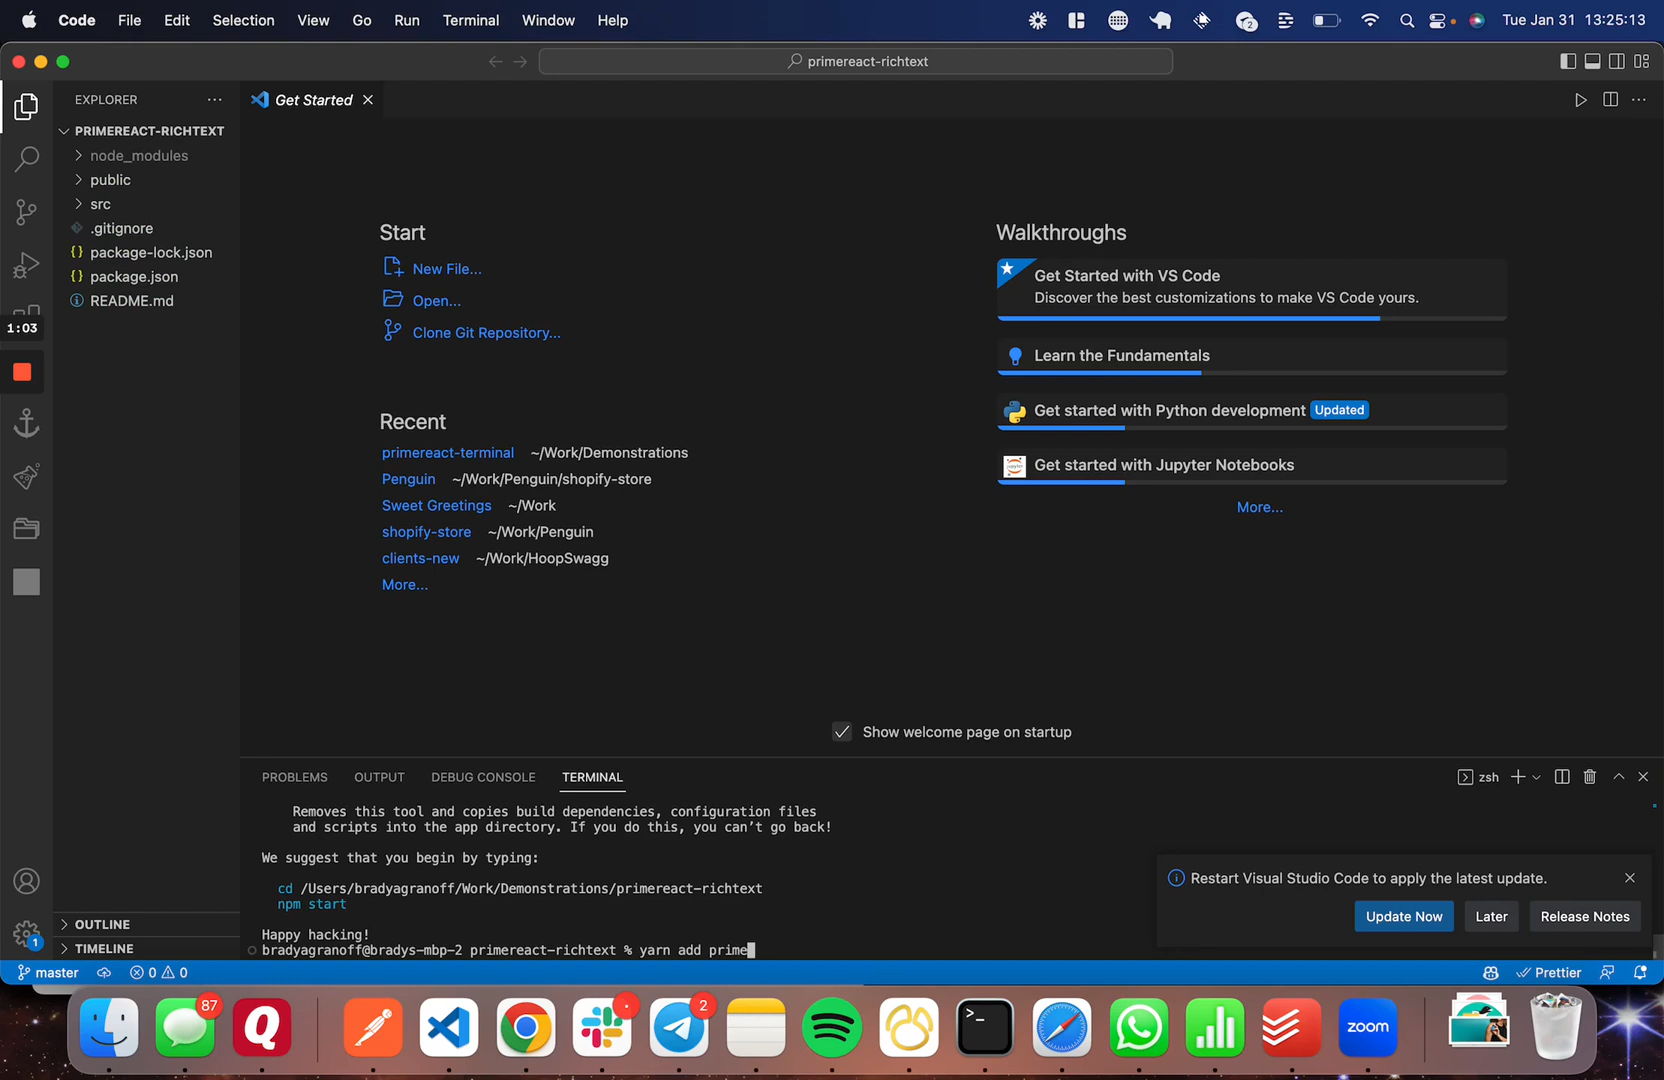 Code File Edit Selection View Go Run Terminal Window Help
2
Tue Jan 31 13:25:13
primereact-richtext
EXPLORER
Get Started
PRIMEREACT-RICHTEXT
node_modules
public
src
.gitignore
{} package-lock.json
{} package.json
README.md
1:03
Start
New File...
Open...
Clone Git Repository...
Recent
primereact-terminal ~/Work/Demonstrations
Penguin ~/Work/Penguin/shopify-store
Sweet Greetings ~/Work
shopify-store ~/Work/Penguin
clients-new ~/Work/HoopSwagg
More...
Walkthroughs
Get Started with VS Code
Discover the best customizations to make VS Code yours.
Learn the Fundamentals
Get started with Python development Updated
Get started with Jupyter Notebooks
More...
Show welcome page on startup
PROBLEMS OUTPUT DEBUG CONSOLE TERMINAL
zsh
Removes this tool and copies build dependencies, configuration files
and scripts into the app directory. If you do this, you can’t go back!
We suggest that you begin by typing:
cd /Users/bradyagranoff/Work/Demonstrations/primereact-richtext
npm start
Happy hacking!
bradyagranoff@bradys-mbp-2 primereact-richtext % yarn add prime
Restart Visual Studio Code to apply the latest update.
Update Now Later Release Notes
OUTLINE
TIMELINE
1
master 0 0
Prettier
87
2
zoom